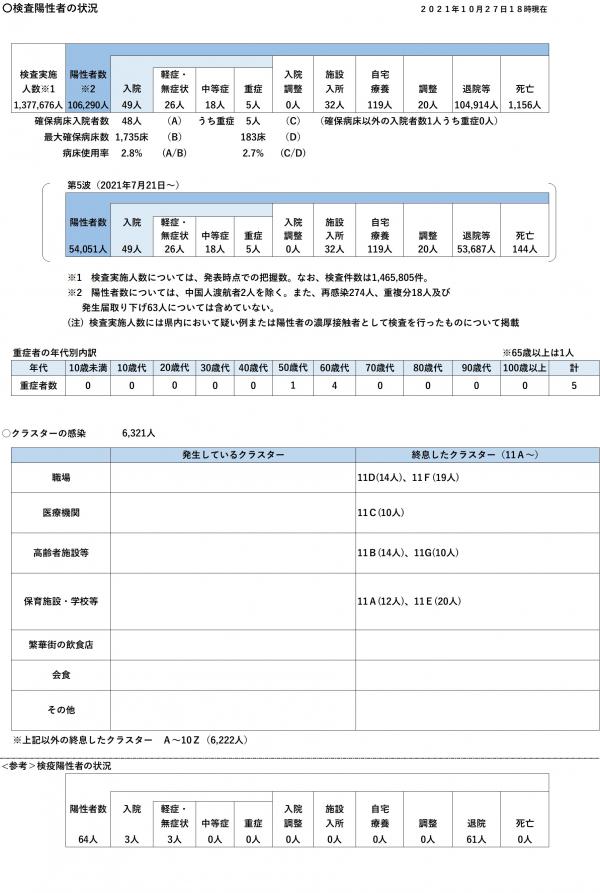 〇検査陽性者の状況
２０２１年１０月２７日１８時現在
検査実施人数※1 陽性者数※2 入院 軽症・無症状 中等症 重症 入院調整 施設入所 自宅療養 調整 退院等 死亡
1,377,676人 106,290人 49人 26人 18人 5人 0人 32人 119人 20人 104,914人 1,156人
確保病床入院者数 48人 (A) うち重症 5人 (C) (確保病床以外の入院者数1人うち重症0人)
最大確保病床数 1,735床 (B) 183床 (D)
病床使用率 2.8% (A/B) 2.7% (C/D)
第5波（2021年7月21日～）
陽性者数 入院 軽症・無症状 中等症 重症 入院調整 施設入所 自宅療養 調整 退院等 死亡
54,051人 49人 26人 18人 5人 0人 32人 119人 20人 53,687人 144人
※1 検査実施人数については、発表時点での把握数。なお、検査件数は1,465,805件。
※2 陽性者数については、中国人渡航者2人を除く。また、再感染274人、重複分18人及び
発生届取り下げ63人については含めていない。
(注) 検査実施人数には県内において疑い例または陽性者の濃厚接触者として検査を行ったものについて掲載
重症者の年代別内訳
※65歳以上は1人
年代 10歳未満 10歳代 20歳代 30歳代 40歳代 50歳代 60歳代 70歳代 80歳代 90歳代 100歳以上 計
重症者数 0 0 0 0 0 1 4 0 0 0 0 5
○クラスターの感染 6,321人
発生しているクラスター 終息したクラスター（11Ａ～）
職場 11D(14人)、11Ｆ(19人)
医療機関 11Ｃ(10人)
高齢者施設等 11Ｂ(14人)、11G(10人)
保育施設・学校等 11Ａ(12人)、11Ｅ(20人)
繁華街の飲食店
会食
その他
※上記以外の終息したクラスター Ａ～10Ｚ（6,222人）
<参考>検疫陽性者の状況
陽性者数 入院 軽症・無症状 中等症 重症 入院調整 施設入所 自宅療養 調整 退院 死亡
64人 3人 3人 0人 0人 0人 0人 0人 0人 61人 0人